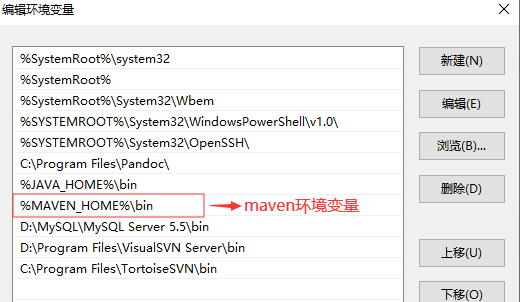 编辑环境变量
%SystemRoot%\system32
%SystemRoot%
%SystemRoot%\System32\Wbem
%SYSTEMROOT%\System32\WindowsPowerShell\v1.0\
%SYSTEMROOT%\System32\OpenSSH\
C:\Program Files\Pandoc\
%JAVA_HOME%\bin
%MAVEN_HOME%\bin
maven环境变量
D:\MySQL\MySQL Server 5.5\bin
D:\Program Files\VisualSVN Server\bin
C:\Program Files\TortoiseSVN\bin
新建(N)
编辑(E)
浏览(B)...
删除(D)
上移(U)
下移(O)